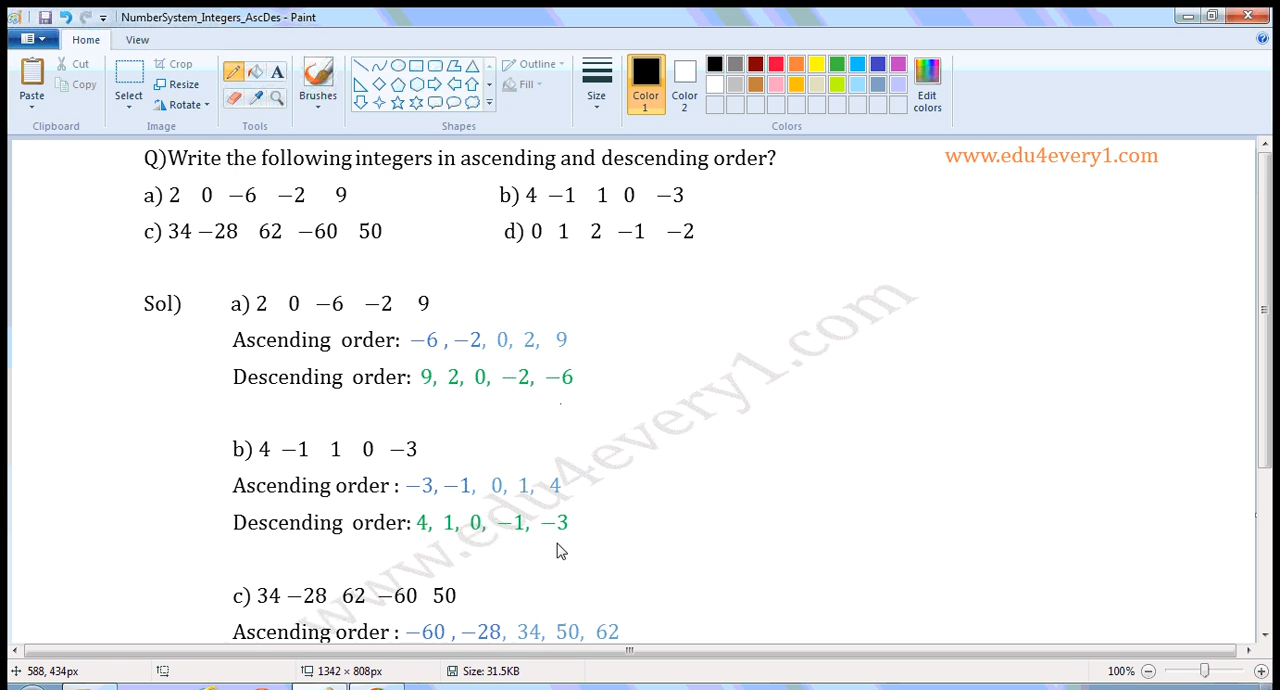 NumberSystem_Integers_AscDes - Paint
Home View
Paste Cut Copy Select Crop Resize Rotate Brushes Outline Fill Size Color 1 Color 2 Edit colors
Clipboard Image Tools Shapes Colors
Q)Write the following integers in ascending and descending order? www.edu4every1.com
a) 2 0 −6 −2 9 b) 4 −1 1 0 −3
c) 34 −28 62 −60 50 d) 0 1 2 −1 −2
Sol) a) 2 0 −6 −2 9
Ascending order: −6 , −2, 0, 2, 9
Descending order: 9, 2, 0, −2, −6
b) 4 −1 1 0 −3
Ascending order : −3, −1, 0, 1, 4
Descending order: 4, 1, 0, −1, −3
c) 34 −28 62 −60 50
Ascending order : −60 , −28, 34, 50, 62
www.edu4every1.com
588, 434px 1342 × 808px Size: 31.5KB 100%